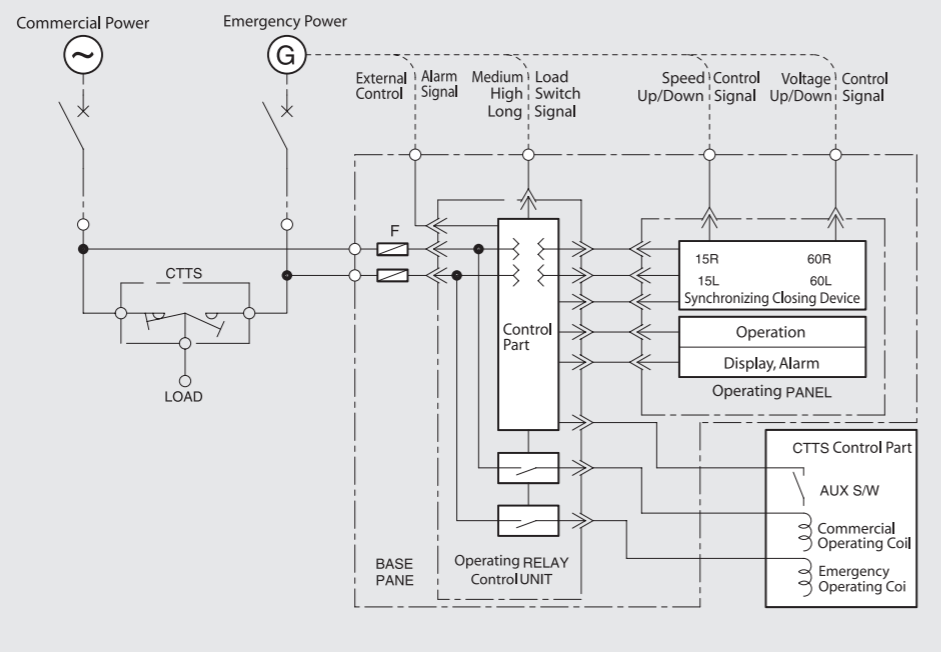 Commercial Power
Emergency Power
~
G
External
Control
Alarm
Signal
Medium
High
Long
Load
Switch
Signal
Speed
Up/Down
Control
Signal
Voltage
Up/Down
Control
Signal
F
CTTS
LOAD
15R
60R
15L
60L
Synchronizing Closing Device
Control
Part
Operation
Display, Alarm
Operating PANEL
CTTS Control Part
AUX S/W
Commercial
Operating Coil
Emergency
Operating Coi
BASE
PANE
Operating RELAY
Control UNIT